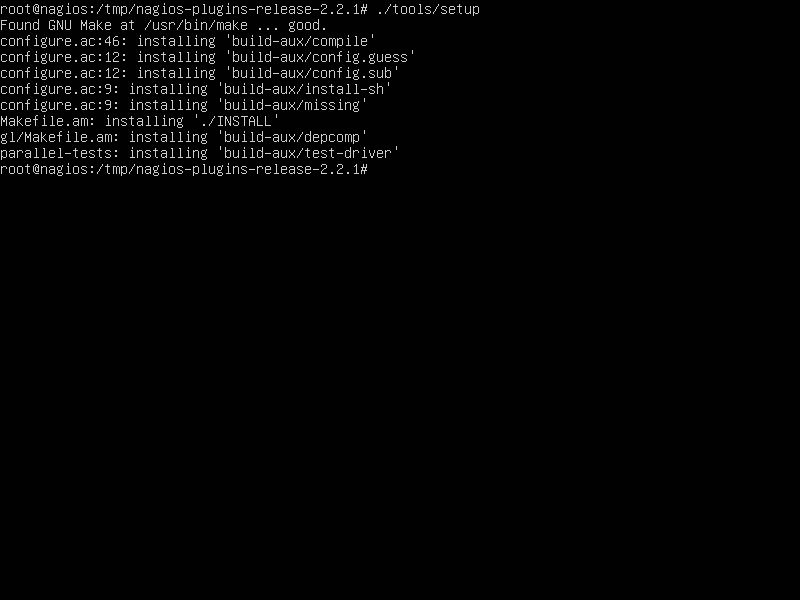 root@nagios:/tmp/nagios-plugins-release-2.2.1# ./tools/setup
Found GNU Make at /usr/bin/make ... good.
configure.ac:46: installing 'build-aux/compile'
configure.ac:12: installing 'build-aux/config.guess'
configure.ac:12: installing 'build-aux/config.sub'
configure.ac:9: installing 'build-aux/install-sh'
configure.ac:9: installing 'build-aux/missing'
Makefile.am: installing './INSTALL'
gl/Makefile.am: installing 'build-aux/depcomp'
parallel-tests: installing 'build-aux/test-driver'
root@nagios:/tmp/nagios-plugins-release-2.2.1#